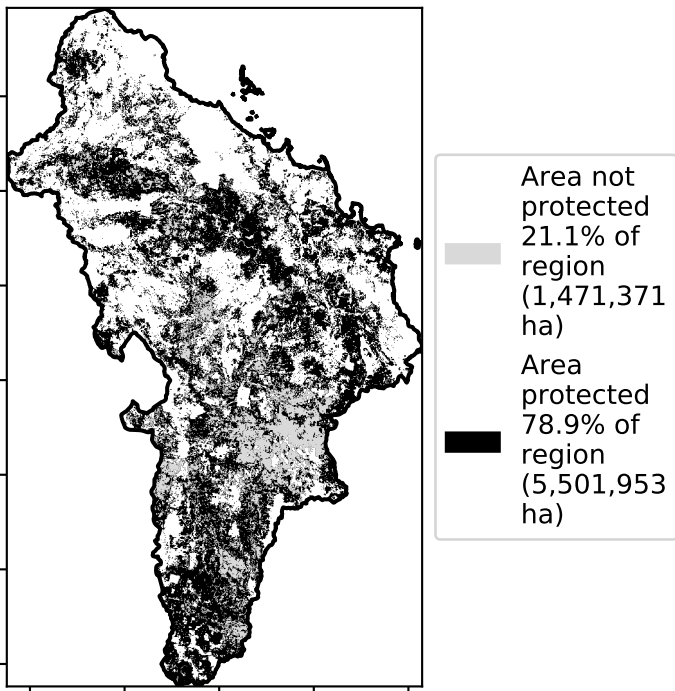 Area not
protected
21.1% of
region
(1,471,371
ha)
Area
protected
78.9% of
region
(5,501,953
ha)